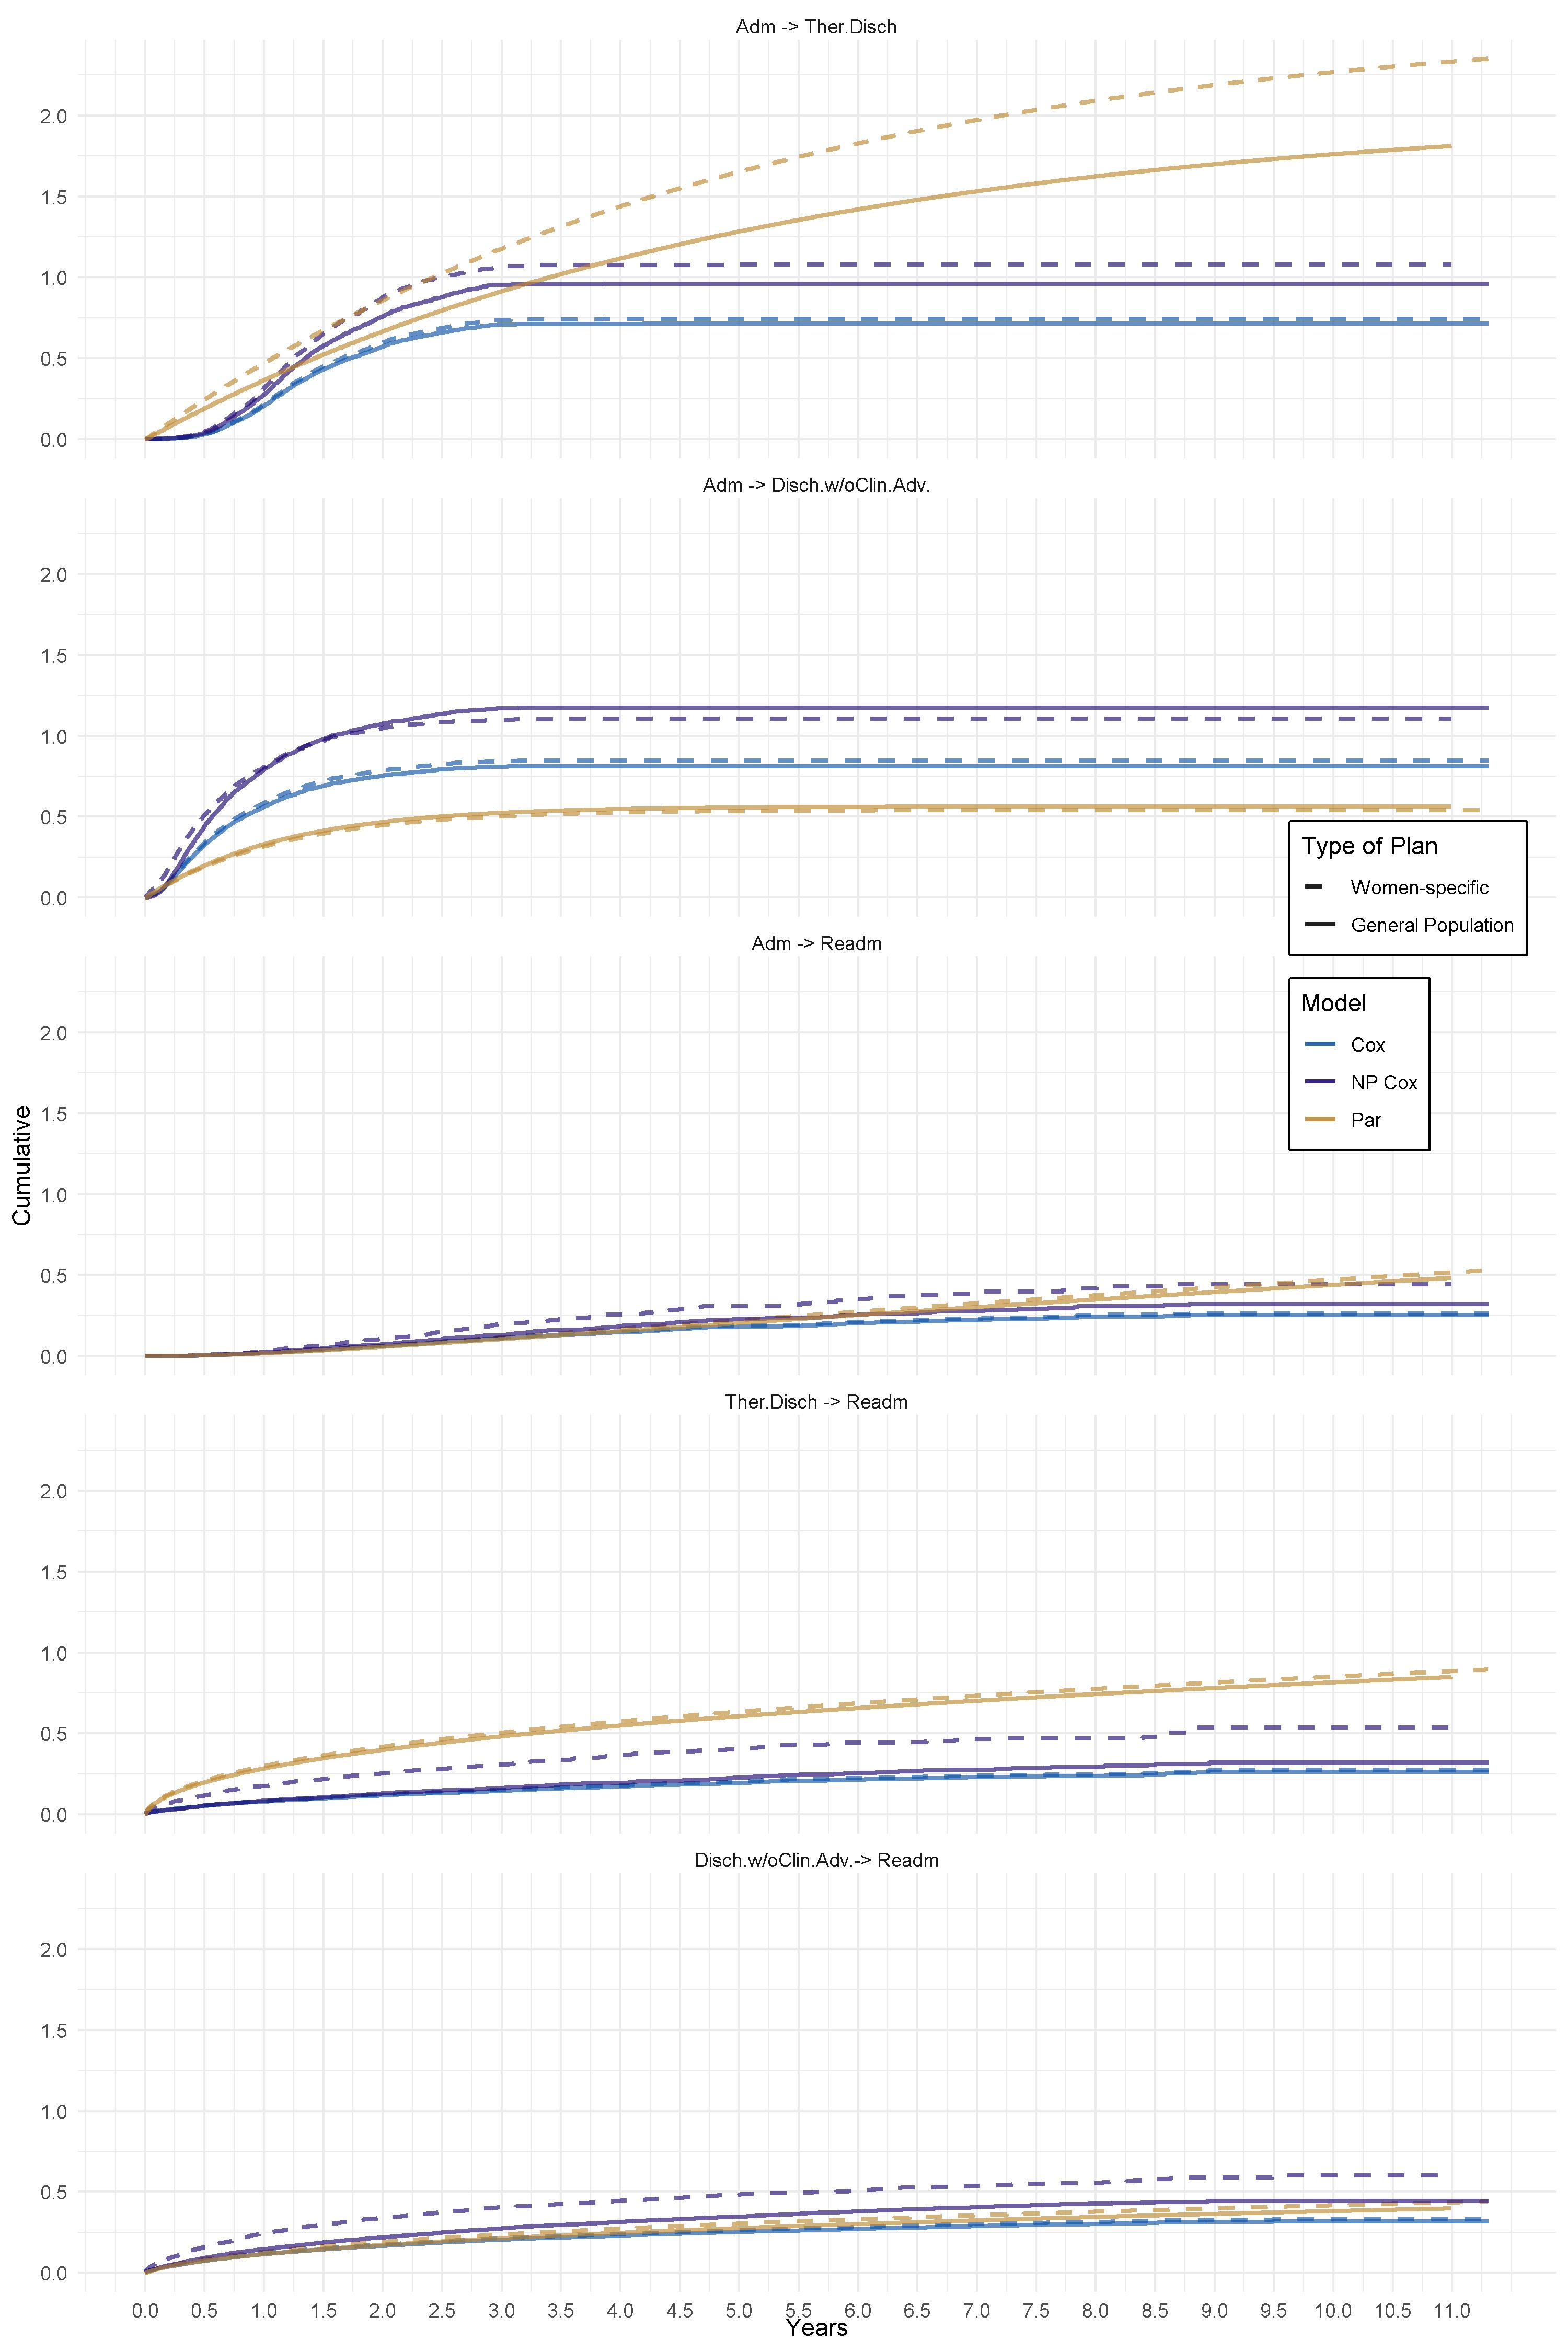 Adm -> Ther.Disch
2.0
1.5
1.0
0.5
0.0
Adm -> Disch.w/oClin.Adv.
2.0
1.5
1.0
0.5
0.0
Type of Plan
Women-specific
General Population
Adm -> Readm
2.0
1.5
1.0
0.5
0.0
Model
Cox
NP Cox
Par
Cumulative
Ther.Disch -> Readm
2.0
1.5
1.0
0.5
0.0
Disch.w/oClin.Adv.-> Readm
2.0
1.5
1.0
0.5
0.0
0.0 0.5 1.0 1.5 2.0 2.5 3.0 3.5 4.0 4.5 5.0 5.5 6.0 6.5 7.0 7.5 8.0 8.5 9.0 9.5 10.0 10.5 11.0
Years